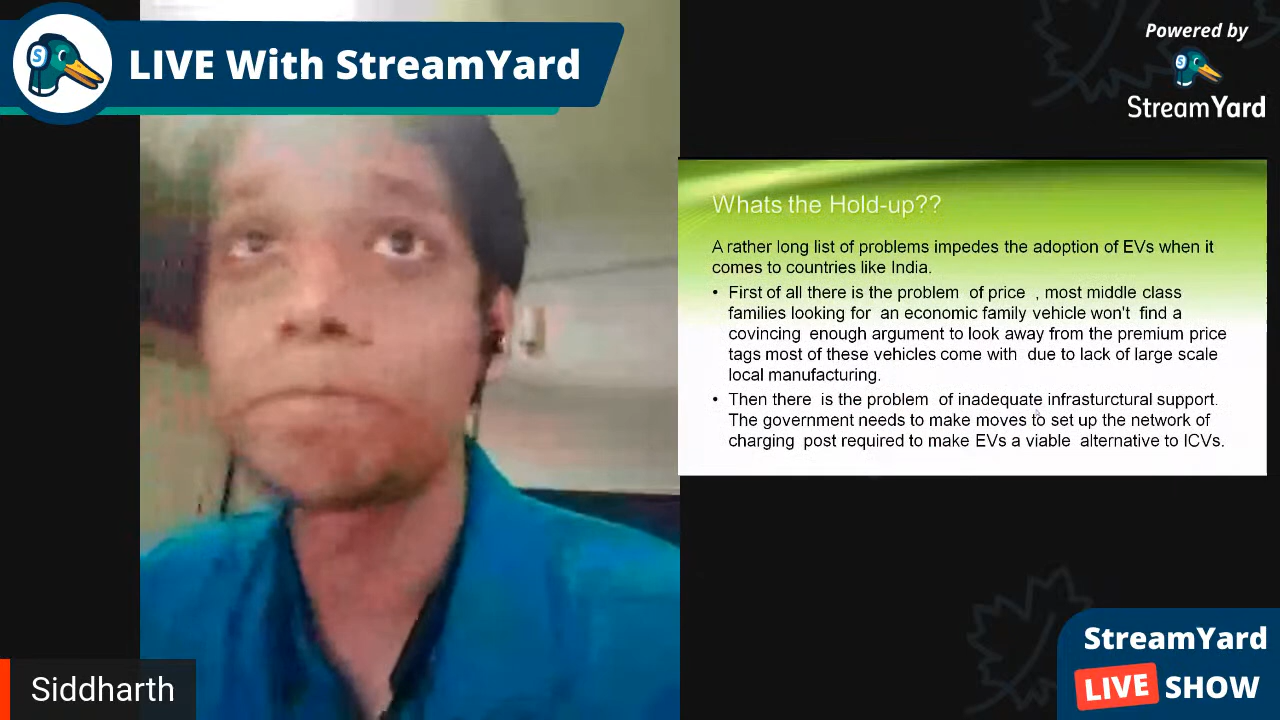 LIVE With StreamYard
S
Powered by
S
StreamYard
Whats the Hold-up??
A rather long list of problems impedes the adoption of EVs when it
comes to countries like India.
• First of all there is the problem of price , most middle class
families looking for an economic family vehicle won't find a
covincing enough argument to look away from the premium price
tags most of these vehicles come with due to lack of large scale
local manufacturing.
• Then there is the problem of inadequate infrasturctural support.
The government needs to make moves to set up the network of
charging post required to make EVs a viable alternative to ICVs.
Siddharth
StreamYard
LIVE SHOW